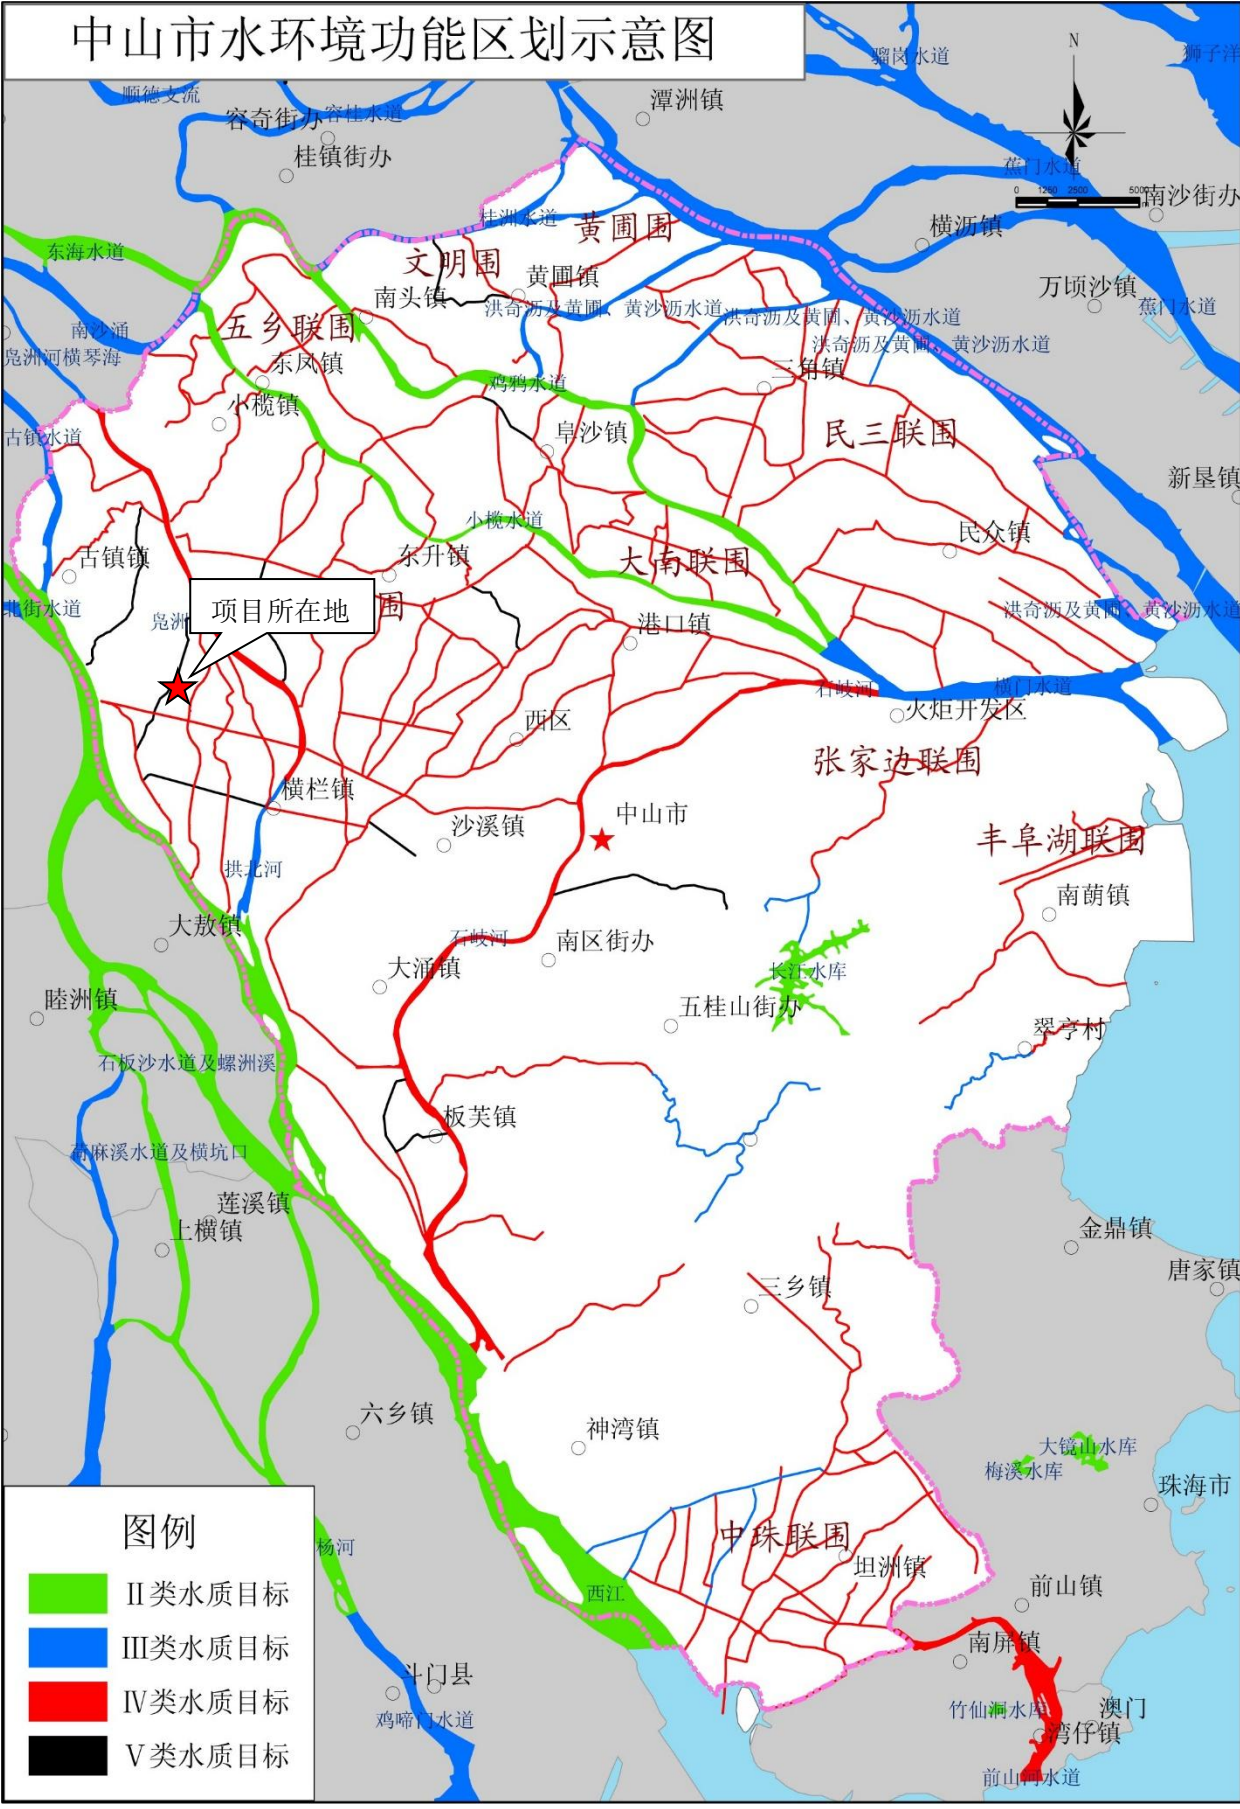 中山市水环境功能区划示意图
骝岗水道
狮子洋
顺德支流
容奇街办
容桂水道
潭洲镇
N
桂镇街办
蕉门水道
0 1250 2500 5000
南沙街办
桂洲水道
黄圃围
横沥镇
东海水道
文明围
黄圃镇
万顷沙镇
南头镇
洪奇沥及黄圃、黄沙沥水道
洪奇沥及黄圃、黄沙沥水道
蕉门水道
五乡联围
南沙涌
洪奇沥及黄圃、黄沙沥水道
凫洲河横琴海
东凤镇
三角镇
鸡鸦水道
小榄镇
古镇水道
阜沙镇
民三联围
新垦镇
小榄水道
民众镇
古镇镇
东升镇
大南联围
北街水道
项目所在地
围
凫洲
港口镇
洪奇沥及黄圃、黄沙沥水道
石岐河
横门水道
火炬开发区
西区
张家边联围
横栏镇
中山市
沙溪镇
丰阜湖联围
拱北河
南蓢镇
大敖镇
石岐河
南区街办
大涌镇
长江水库
睦洲镇
五桂山街办
翠亨村
石板沙水道及螺洲溪
板芙镇
荷麻溪水道及横坑口
莲溪镇
上横镇
金鼎镇
唐家镇
三乡镇
六乡镇
神湾镇
大镜山水库
梅溪水库
珠海市
图例
中珠联围
杨河
坦洲镇
II类水质目标
西江
前山镇
III类水质目标
南屏镇
斗门县
IV类水质目标
竹仙洞水库
澳门
鸡啼门水道
湾仔镇
V类水质目标
前山河水道